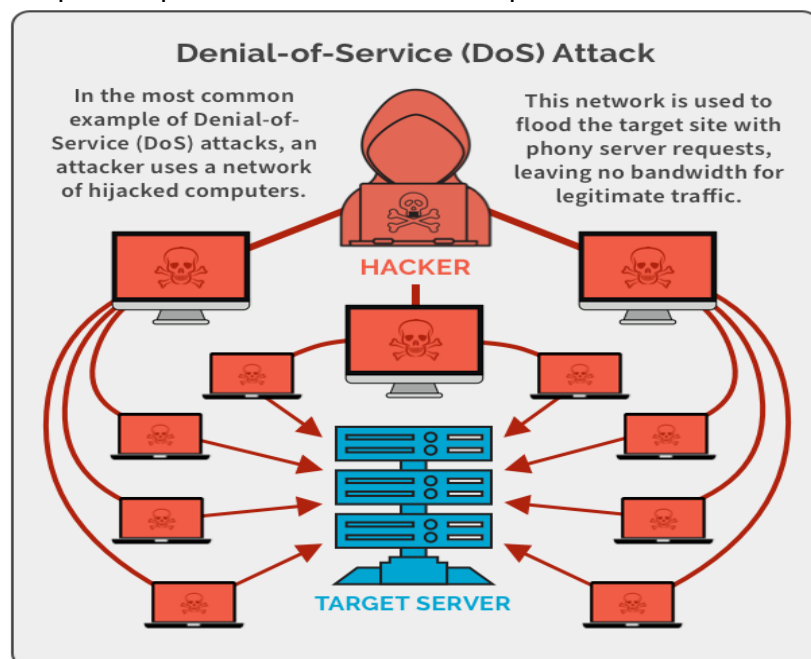 Denial-of-Service (DoS) Attack
In the most common
example of Denial-of-
Service (DoS) attacks, an
attacker uses a network
of hijacked computers.
This network is used to
flood the target site with
phony server requests,
leaving no bandwidth for
legitimate traffic.
HACKER
TARGET SERVER